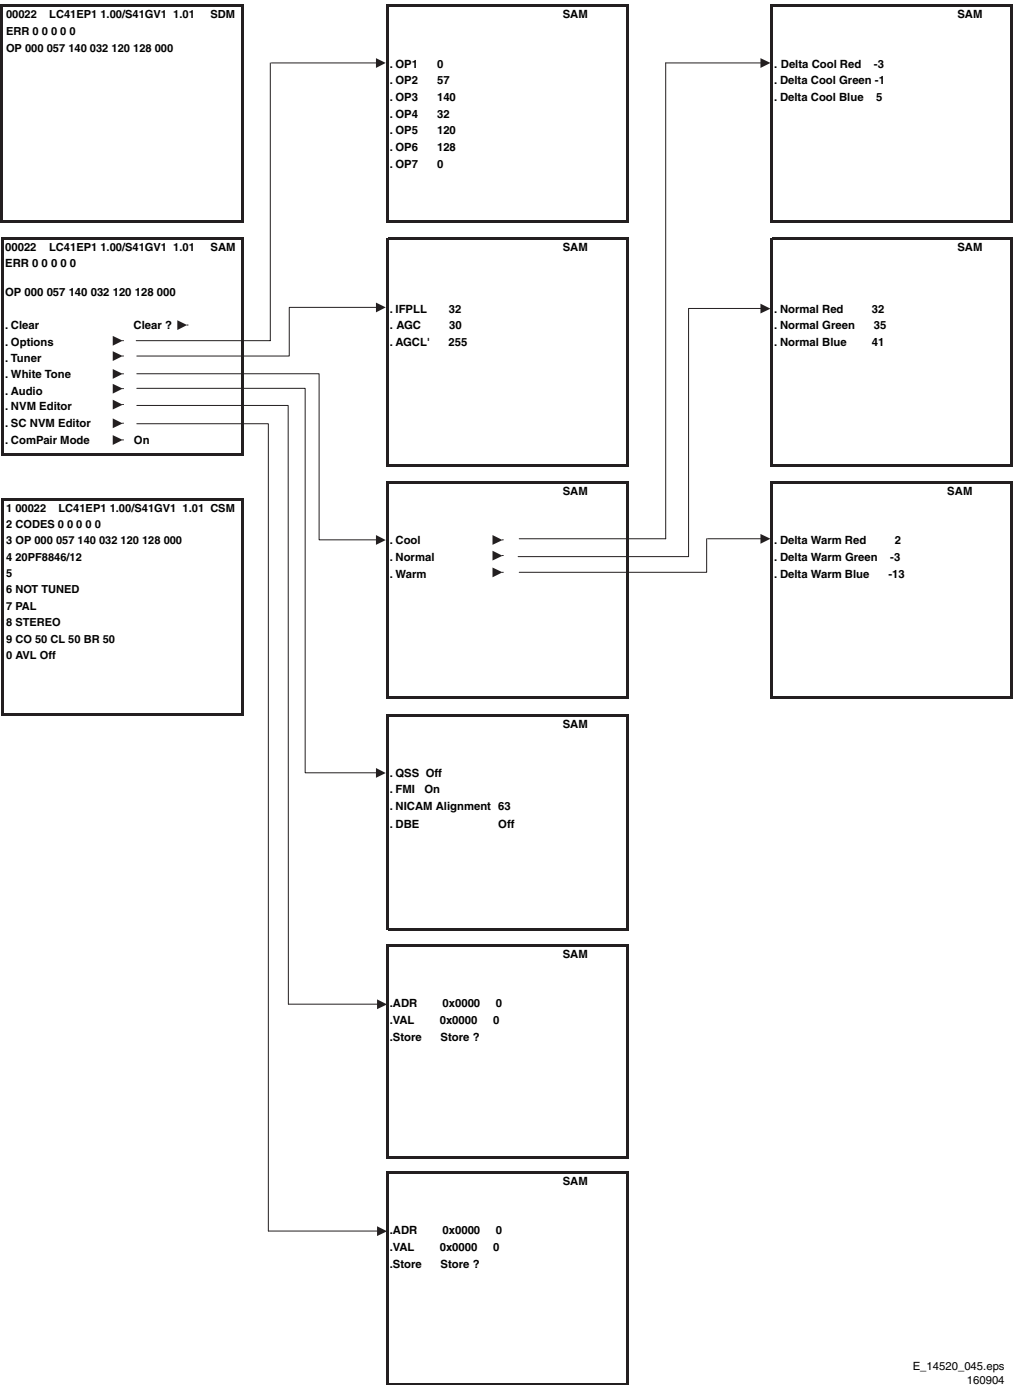 00022 LC41EP1 1.00/S41GV1 1.01 SDM
ERR 0 0 0 0 0
OP 000 057 140 032 120 128 000
00022 LC41EP1 1.00/S41GV1 1.01 SAM
ERR 0 0 0 0 0
OP 000 057 140 032 120 128 000
. Clear Clear ?
. Options
. Tuner
. White Tone
. Audio
. NVM Editor
. SC NVM Editor
. ComPair Mode On
1 00022 LC41EP1 1.00/S41GV1 1.01 CSM
2 CODES 0 0 0 0 0
3 OP 000 057 140 032 120 128 000
4 20PF8846/12
5
6 NOT TUNED
7 PAL
8 STEREO
9 CO 50 CL 50 BR 50
0 AVL Off
SAM
. OP1 0
. OP2 57
. OP3 140
. OP4 32
. OP5 120
. OP6 128
. OP7 0
SAM
. IFPLL 32
. AGC 30
. AGCL' 255
SAM
. Cool
. Normal
. Warm
SAM
. QSS Off
. FMI On
. NICAM Alignment 63
. DBE Off
SAM
.ADR 0x0000 0
.VAL 0x0000 0
.Store Store ?
SAM
.ADR 0x0000 0
.VAL 0x0000 0
.Store Store ?
SAM
. Delta Cool Red -3
. Delta Cool Green -1
. Delta Cool Blue 5
SAM
. Normal Red 32
. Normal Green 35
. Normal Blue 41
SAM
. Delta Warm Red 2
. Delta Warm Green -3
. Delta Warm Blue -13
E_14520_045.eps
160904